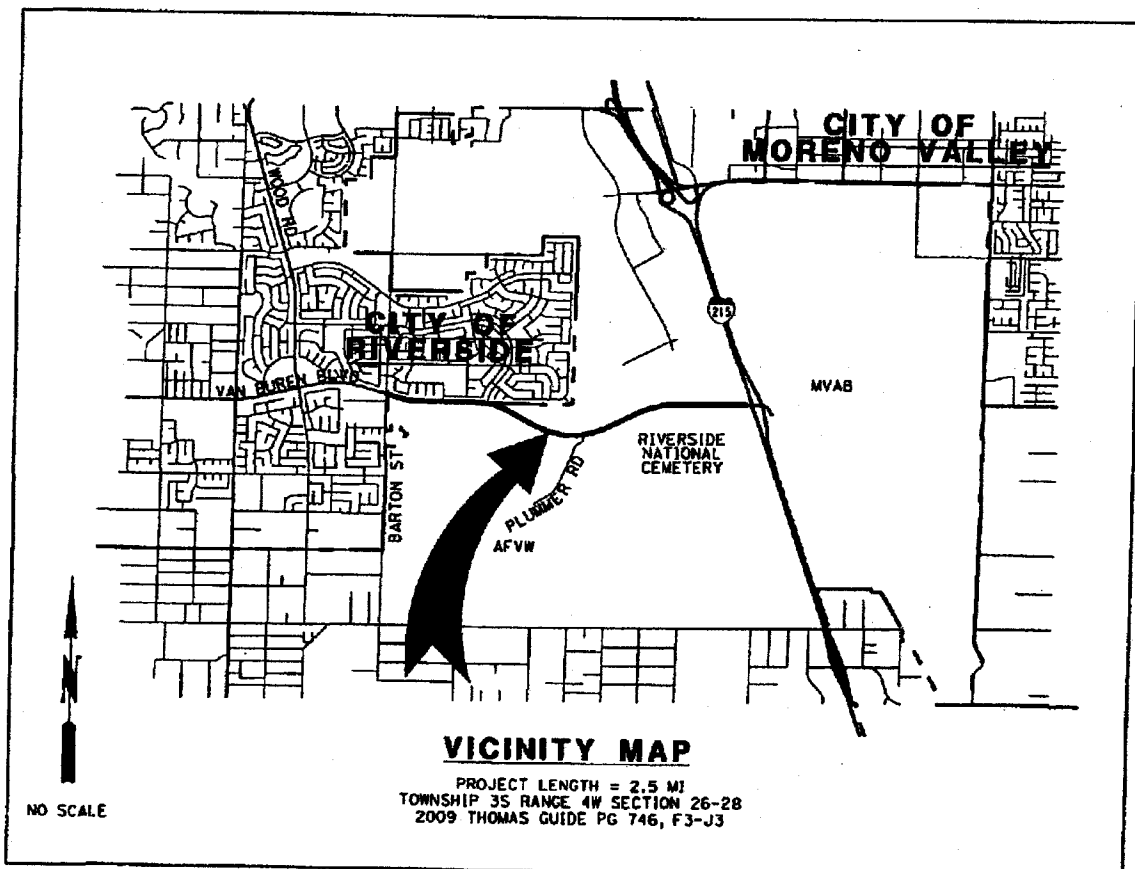 CITY OF
MORENO VALLEY
WOOD RD
215
CITY OF
RIVERSIDE
VAN BUREN BLVD
MVAB
RIVERSIDE
NATIONAL
CEMETERY
BARTON ST
PLUMMER RD
AFVW
N
NO SCALE
VICINITY MAP
PROJECT LENGTH = 2.5 MI
TOWNSHIP 3S RANGE 4W SECTION 26-28
2009 THOMAS GUIDE PG 746, F3-J3